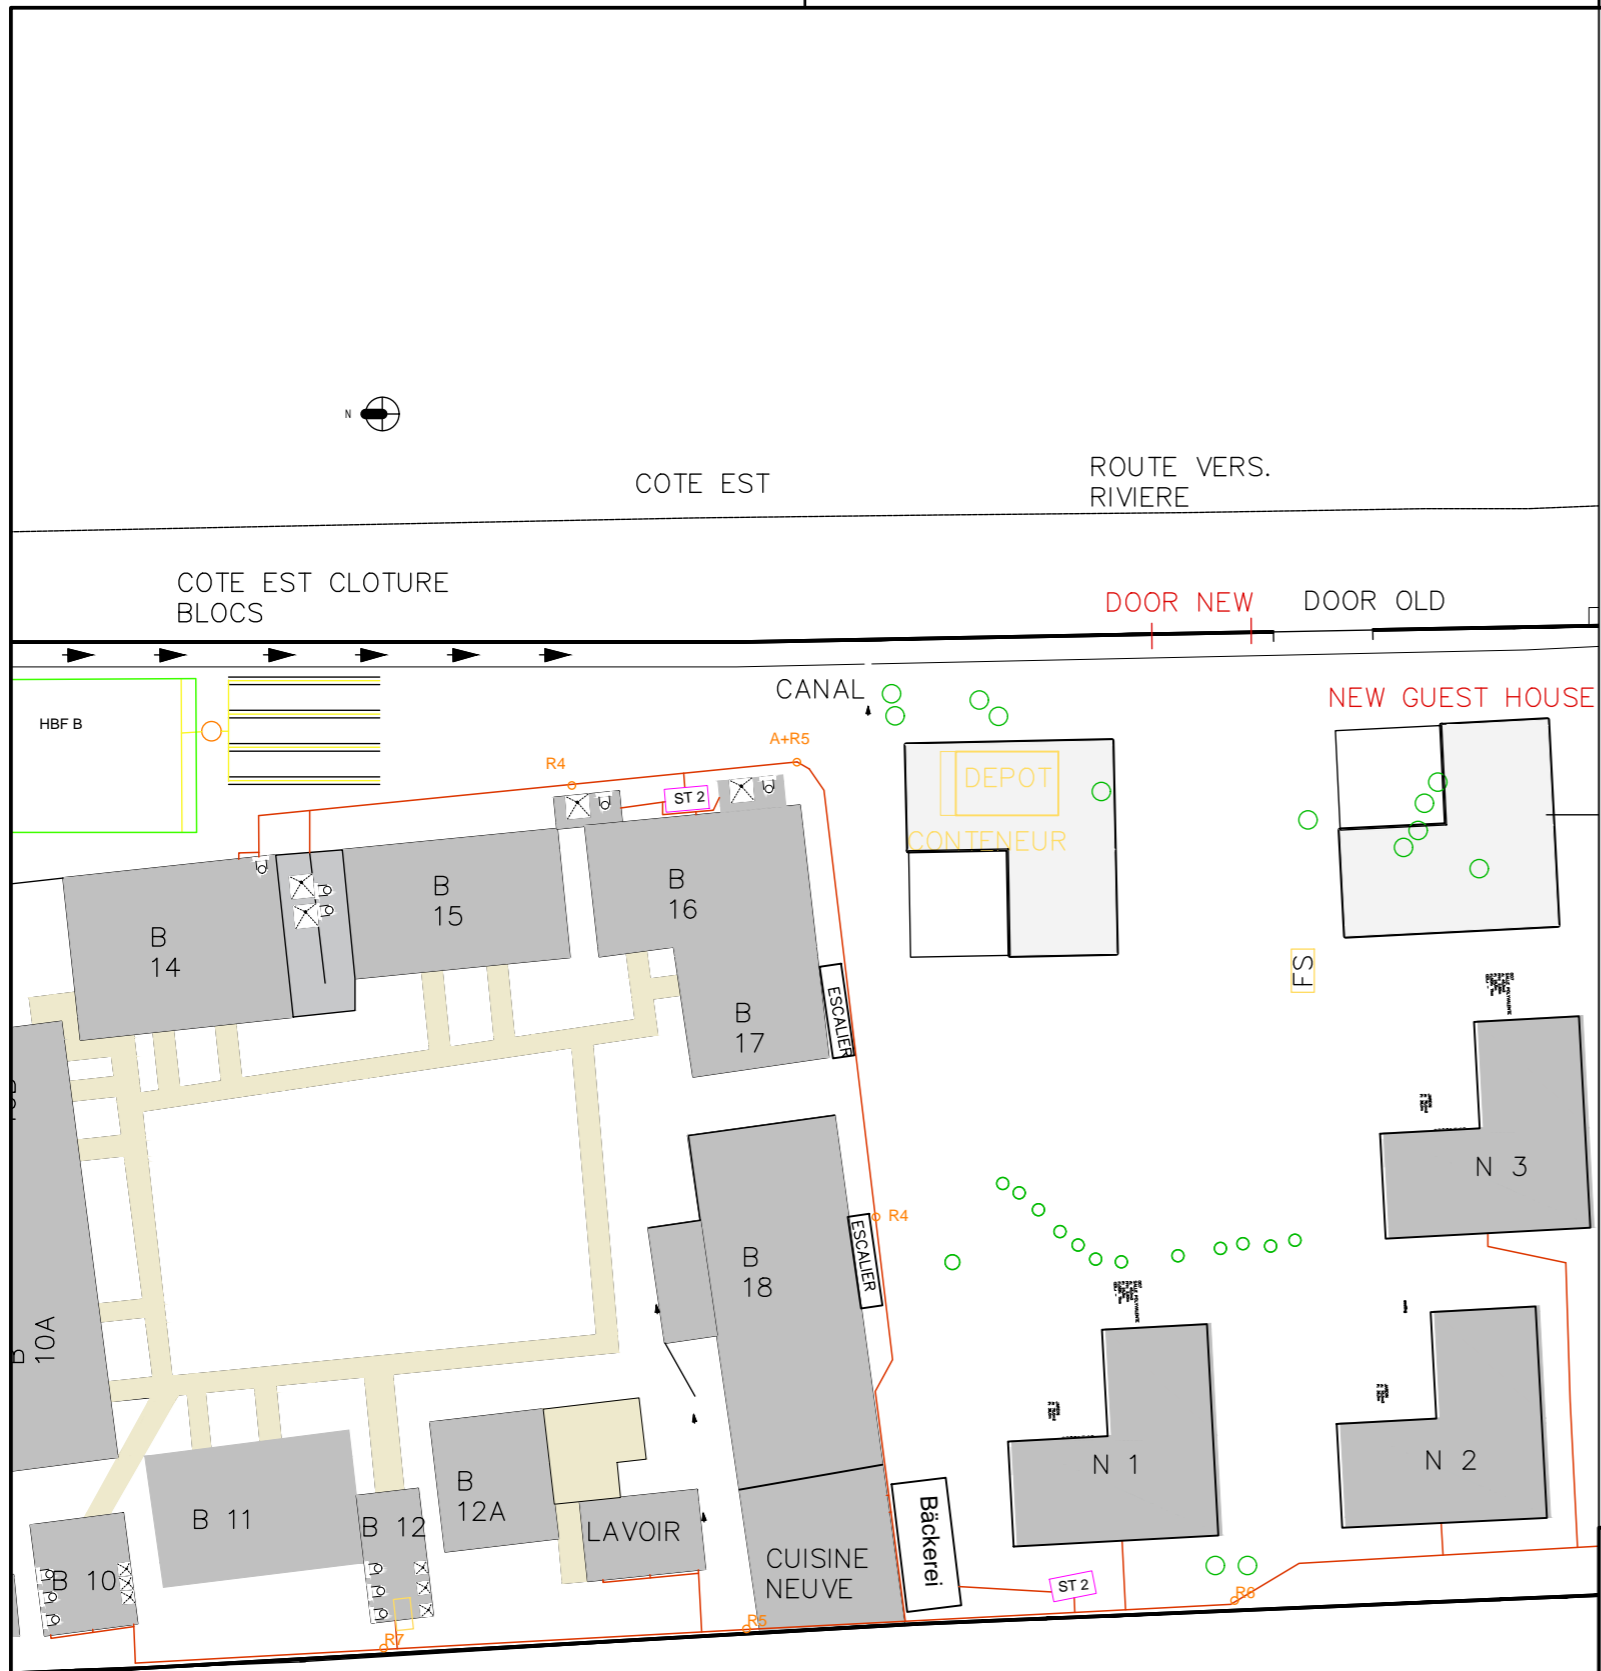 N
COTE EST
ROUTE VERS.
RIVIERE
COTE EST CLOTURE
BLOCS
DOOR NEW
DOOR OLD
CANAL
NEW GUEST HOUSE
HBF B
A+R5
R4
ST 2
DEPOT
CONTENEUR
B
14
B
15
B
16
B
17
ESCALIER
FS
N 3
B
10A
R4
ESCALIER
B
18
N 1
N 2
B 11
B 12
B
12A
LAVOIR
B 10
CUISINE
NEUVE
Bäckerei
ST 2
R5
R7